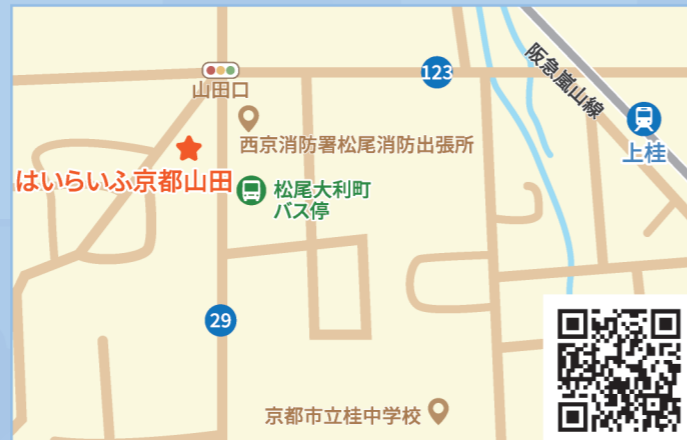 123
阪急嵐山線
山田口
上桂
西京消防署松尾消防出張所
はいらいふ京都山田
松尾大利町
バス停
29
京都市立桂中学校